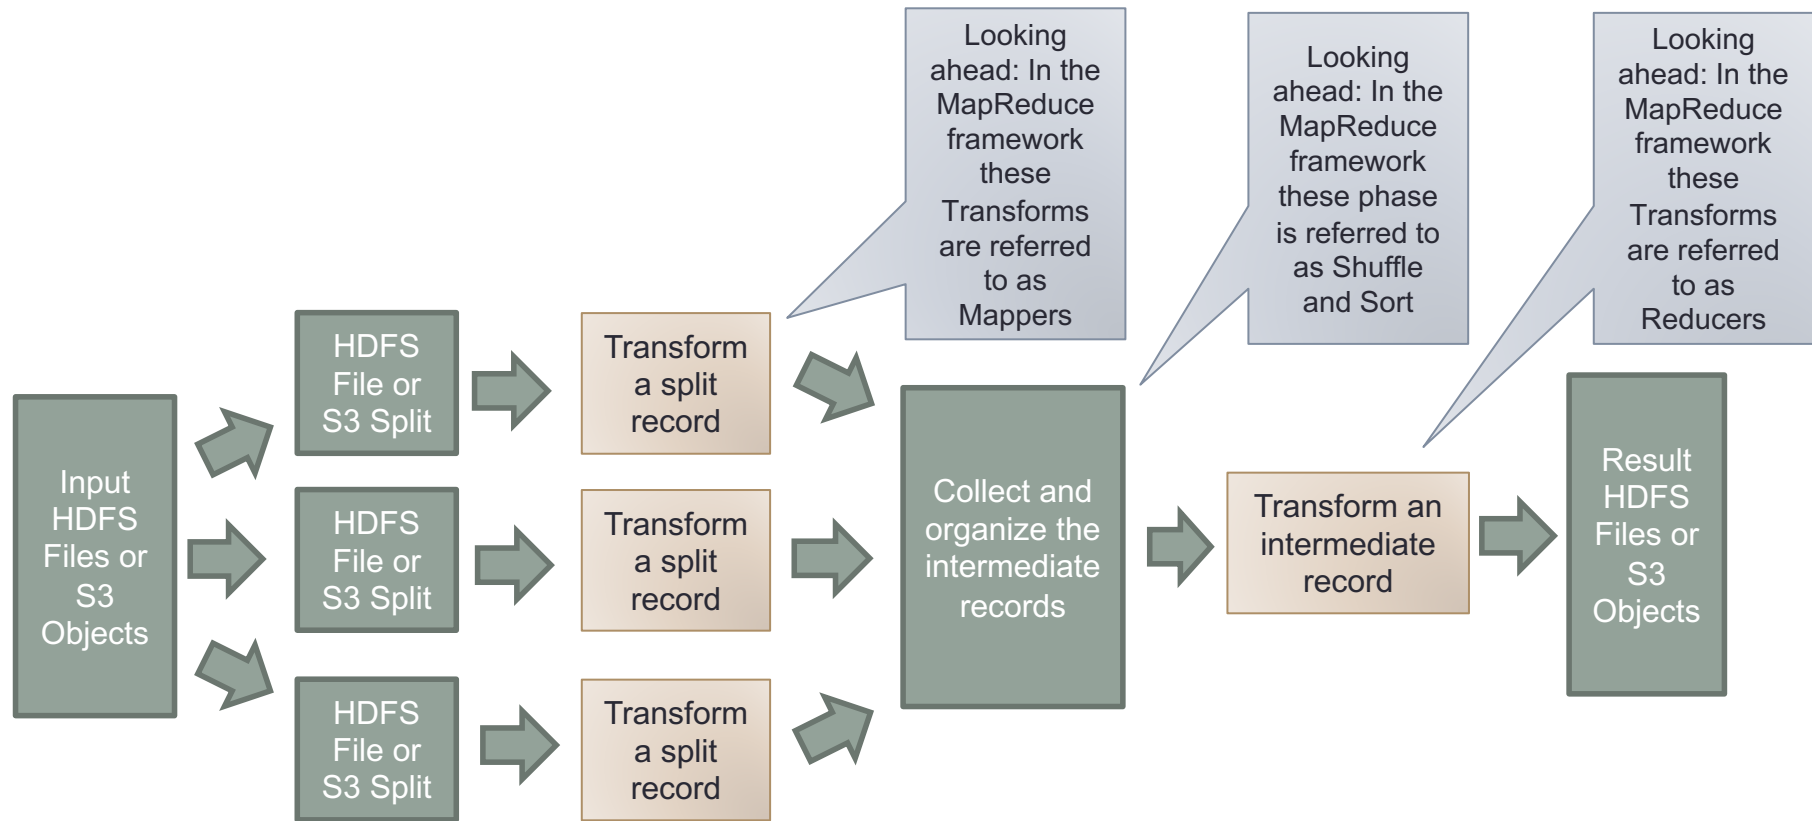 Looking
ahead: In the
MapReduce
framework
these
Transforms
are referred
to as
Mappers
Looking
ahead: In the
MapReduce
framework
these phase
is referred to
as Shuffle
and Sort
Looking
ahead: In the
MapReduce
framework
these
Transforms
are referred
to as
Reducers
Input
HDFS
Files or
S3
Objects
HDFS
File or
S3 Split
HDFS
File or
S3 Split
HDFS
File or
S3 Split
Transform
a split
record
Transform
a split
record
Transform
a split
record
Collect and
organize the
intermediate
records
Transform an
intermediate
record
Result
HDFS
Files or
S3
Objects